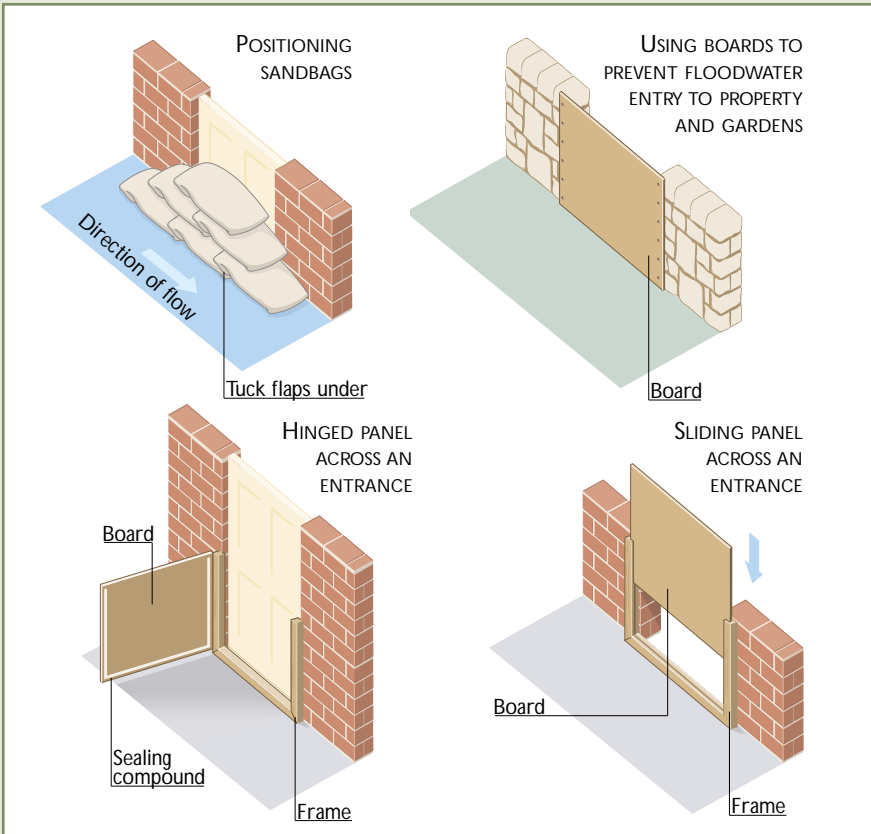 POSITIONING
SANDBAGS
Direction of flow
Tuck flaps under
USING BOARDS TO
PREVENT FLOODWATER
ENTRY TO PROPERTY
AND GARDENS
Board
HINGED PANEL
ACROSS AN
ENTRANCE
Board
Sealing
compound
Frame
SLIDING PANEL
ACROSS AN
ENTRANCE
Board
Frame